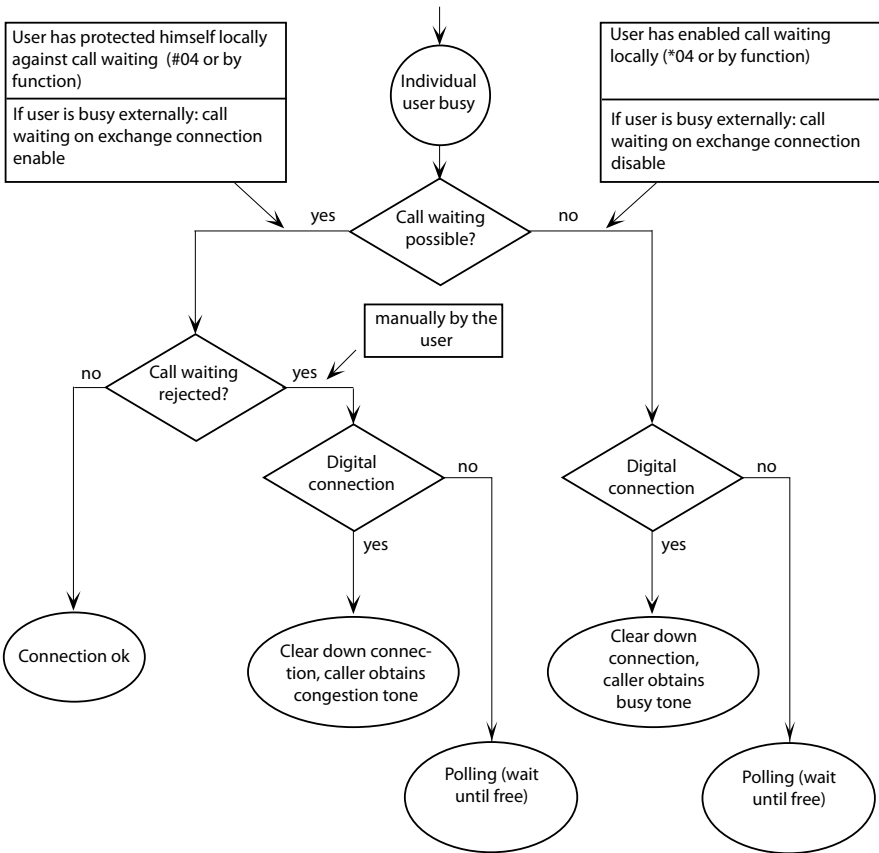 User has protected himself locally
against call waiting (#04 or by
function)
If user is busy externally: call
waiting on exchange connection
enable
Individual
user busy
User has enabled call waiting
locally (*04 or by function)
If user is busy externally: call
waiting on exchange connection
disable
yes
Call waiting
possible?
no
manually by the
user
no
Call waiting
rejected?
yes
Digital
connection
no
yes
Digital
connection
no
yes
Connection ok
Clear down connec-
tion, caller obtains
congestion tone
Clear down
connection,
caller obtains
busy tone
Polling (wait
until free)
Polling (wait
until free)